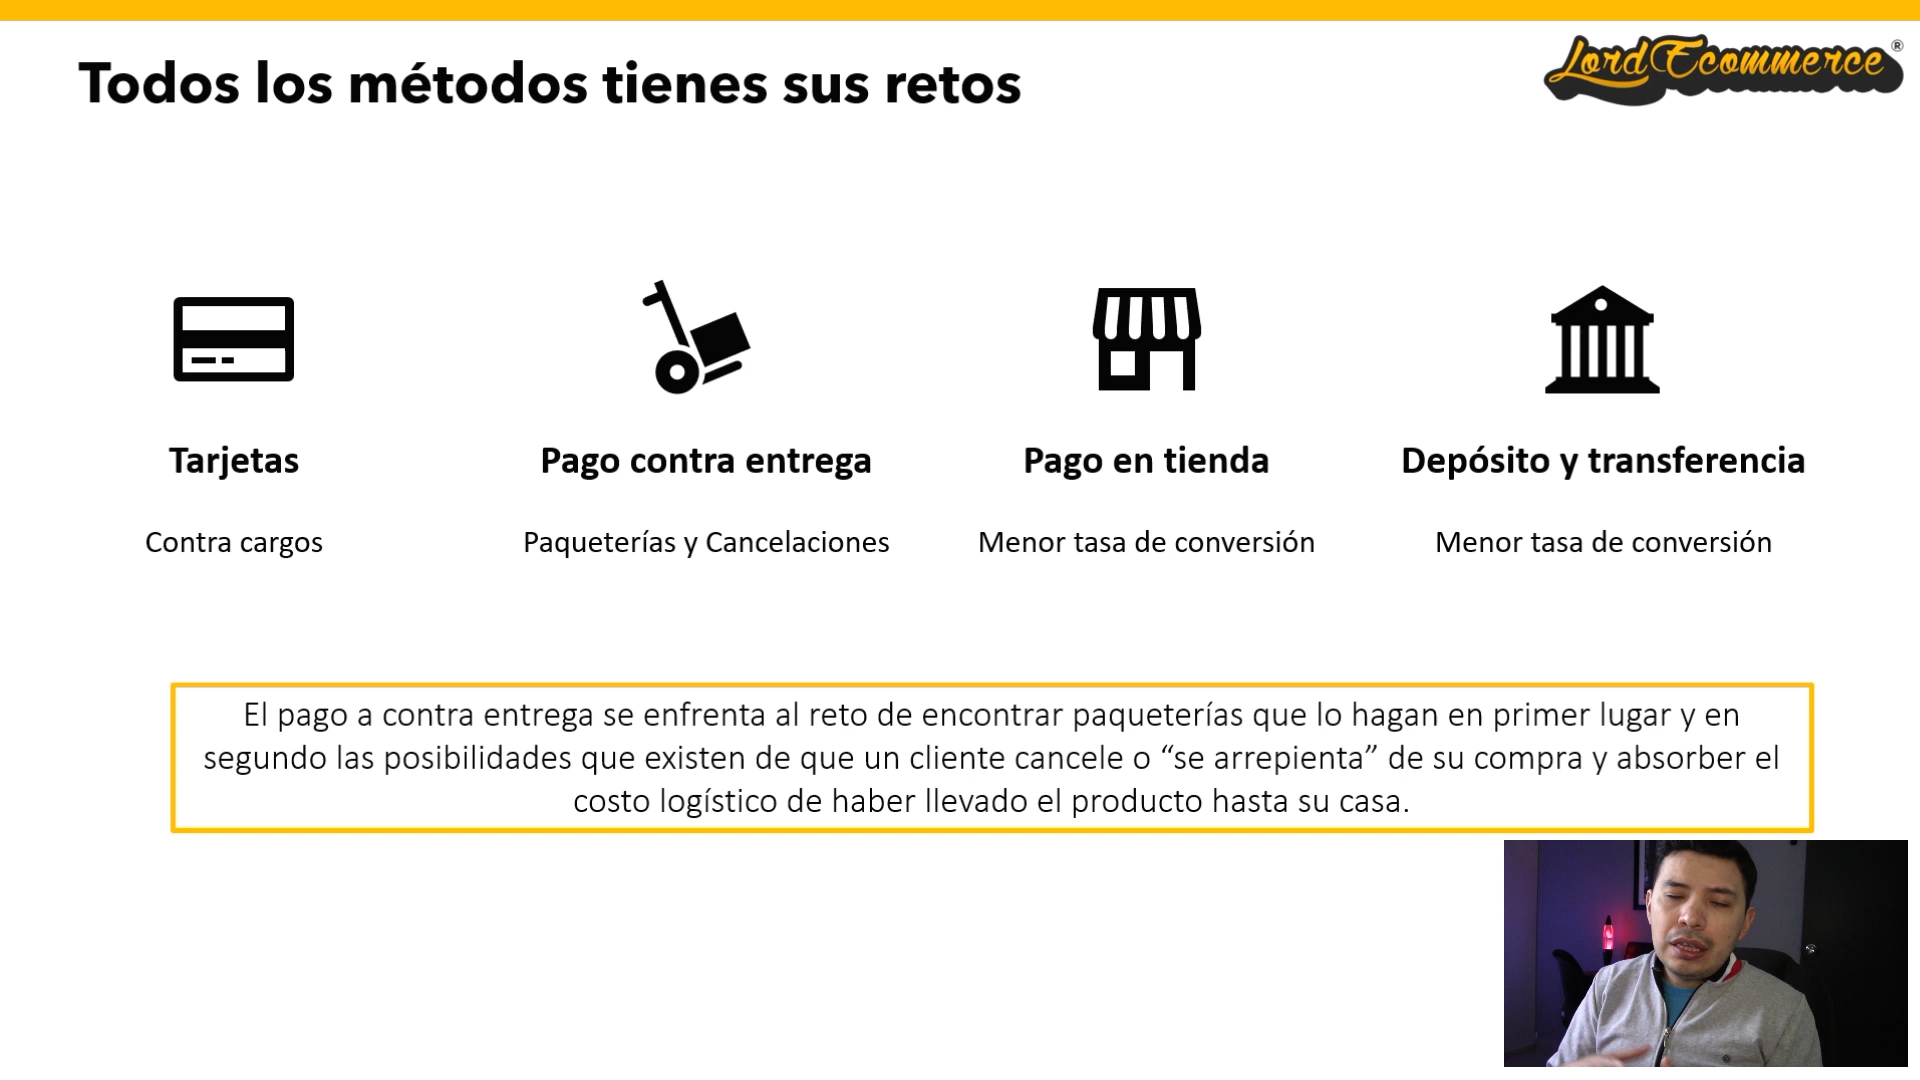 Todos los métodos tienes sus retos
Lord Ecommerce®
Tarjetas
Pago contra entrega
Pago en tienda
Depósito y transferencia
Contra cargos
Paqueterías y Cancelaciones
Menor tasa de conversión
Menor tasa de conversión
El pago a contra entrega se enfrenta al reto de encontrar paqueterías que lo hagan en primer lugar y en
segundo las posibilidades que existen de que un cliente cancele o “se arrepienta” de su compra y absorber el
costo logístico de haber llevado el producto hasta su casa.